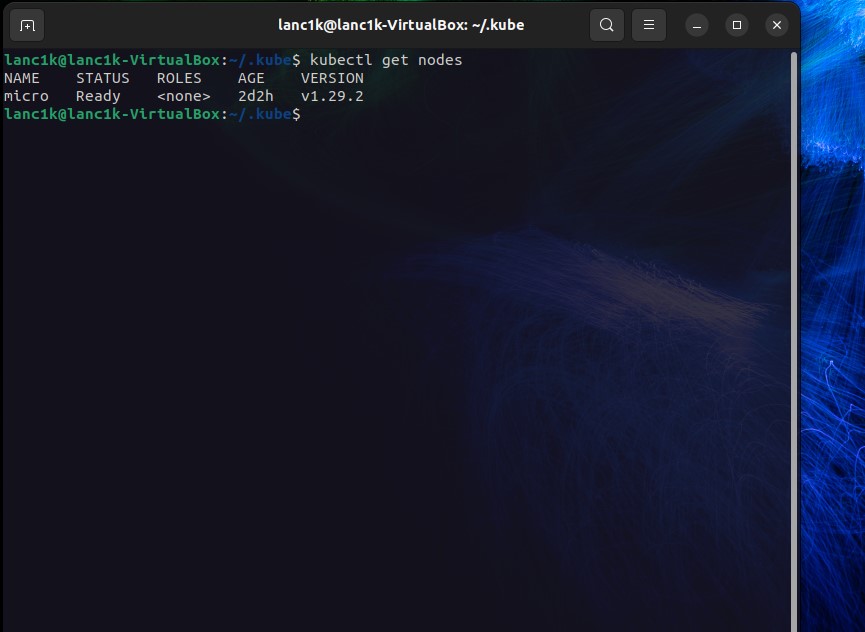 lanc1k@lanc1k-VirtualBox: ~/.kube
lanc1k@lanc1k-VirtualBox:~/.kube$ kubectl get nodes
NAME    STATUS   ROLES    AGE    VERSION
micro   Ready    <none>   2d2h   v1.29.2
lanc1k@lanc1k-VirtualBox:~/.kube$